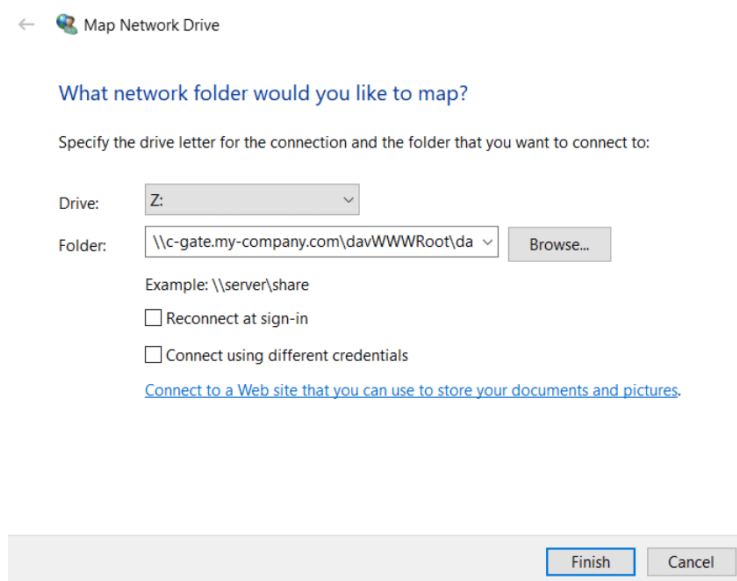 Map Network Drive
What network folder would you like to map?
Specify the drive letter for the connection and the folder that you want to connect to:
Drive: Z:
Folder: \\c-gate.my-company.com\davWWWRoot\da Browse...
Example: \\server\share
Reconnect at sign-in
Connect using different credentials
Connect to a Web site that you can use to store your documents and pictures.
Finish Cancel